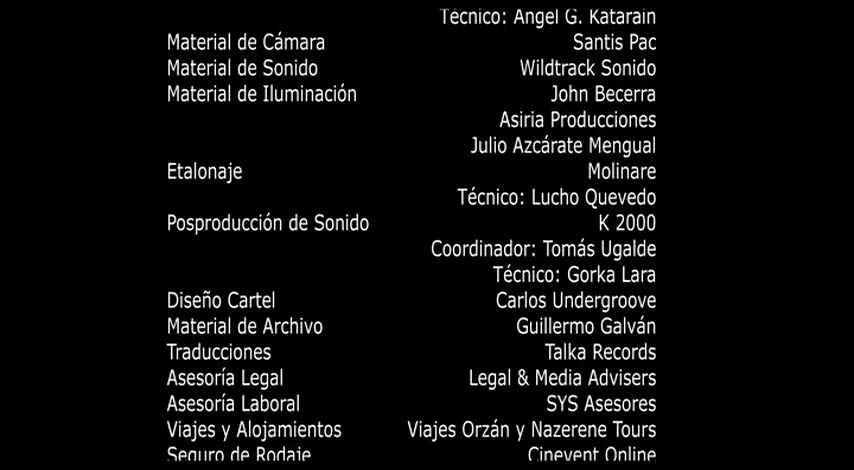 Técnico: Angel G. Katarain
Material de Cámara Santis Pac
Material de Sonido Wildtrack Sonido
Material de Iluminación John Becerra
Asiria Producciones
Julio Azcárate Mengual
Etalonaje Molinare
Técnico: Lucho Quevedo
Posproducción de Sonido K 2000
Coordinador: Tomás Ugalde
Técnico: Gorka Lara
Diseño Cartel Carlos Undergroove
Material de Archivo Guillermo Galván
Traducciones Talka Records
Asesoría Legal Legal & Media Advisers
Asesoría Laboral SYS Asesores
Viajes y Alojamientos Viajes Orzán y Nazerene Tours
Seguro de Rodaje Cinevent Online